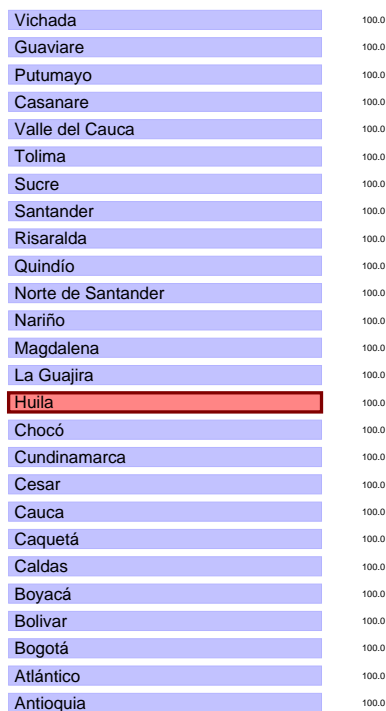 Vichada 100.0
Guaviare 100.0
Putumayo 100.0
Casanare 100.0
Valle del Cauca 100.0
Tolima 100.0
Sucre 100.0
Santander 100.0
Risaralda 100.0
Quindío 100.0
Norte de Santander 100.0
Nariño 100.0
Magdalena 100.0
La Guajira 100.0
Huila 100.0
Chocó 100.0
Cundinamarca 100.0
Cesar 100.0
Cauca 100.0
Caquetá 100.0
Caldas 100.0
Boyacá 100.0
Bolivar 100.0
Bogotá 100.0
Atlántico 100.0
Antioquia 100.0